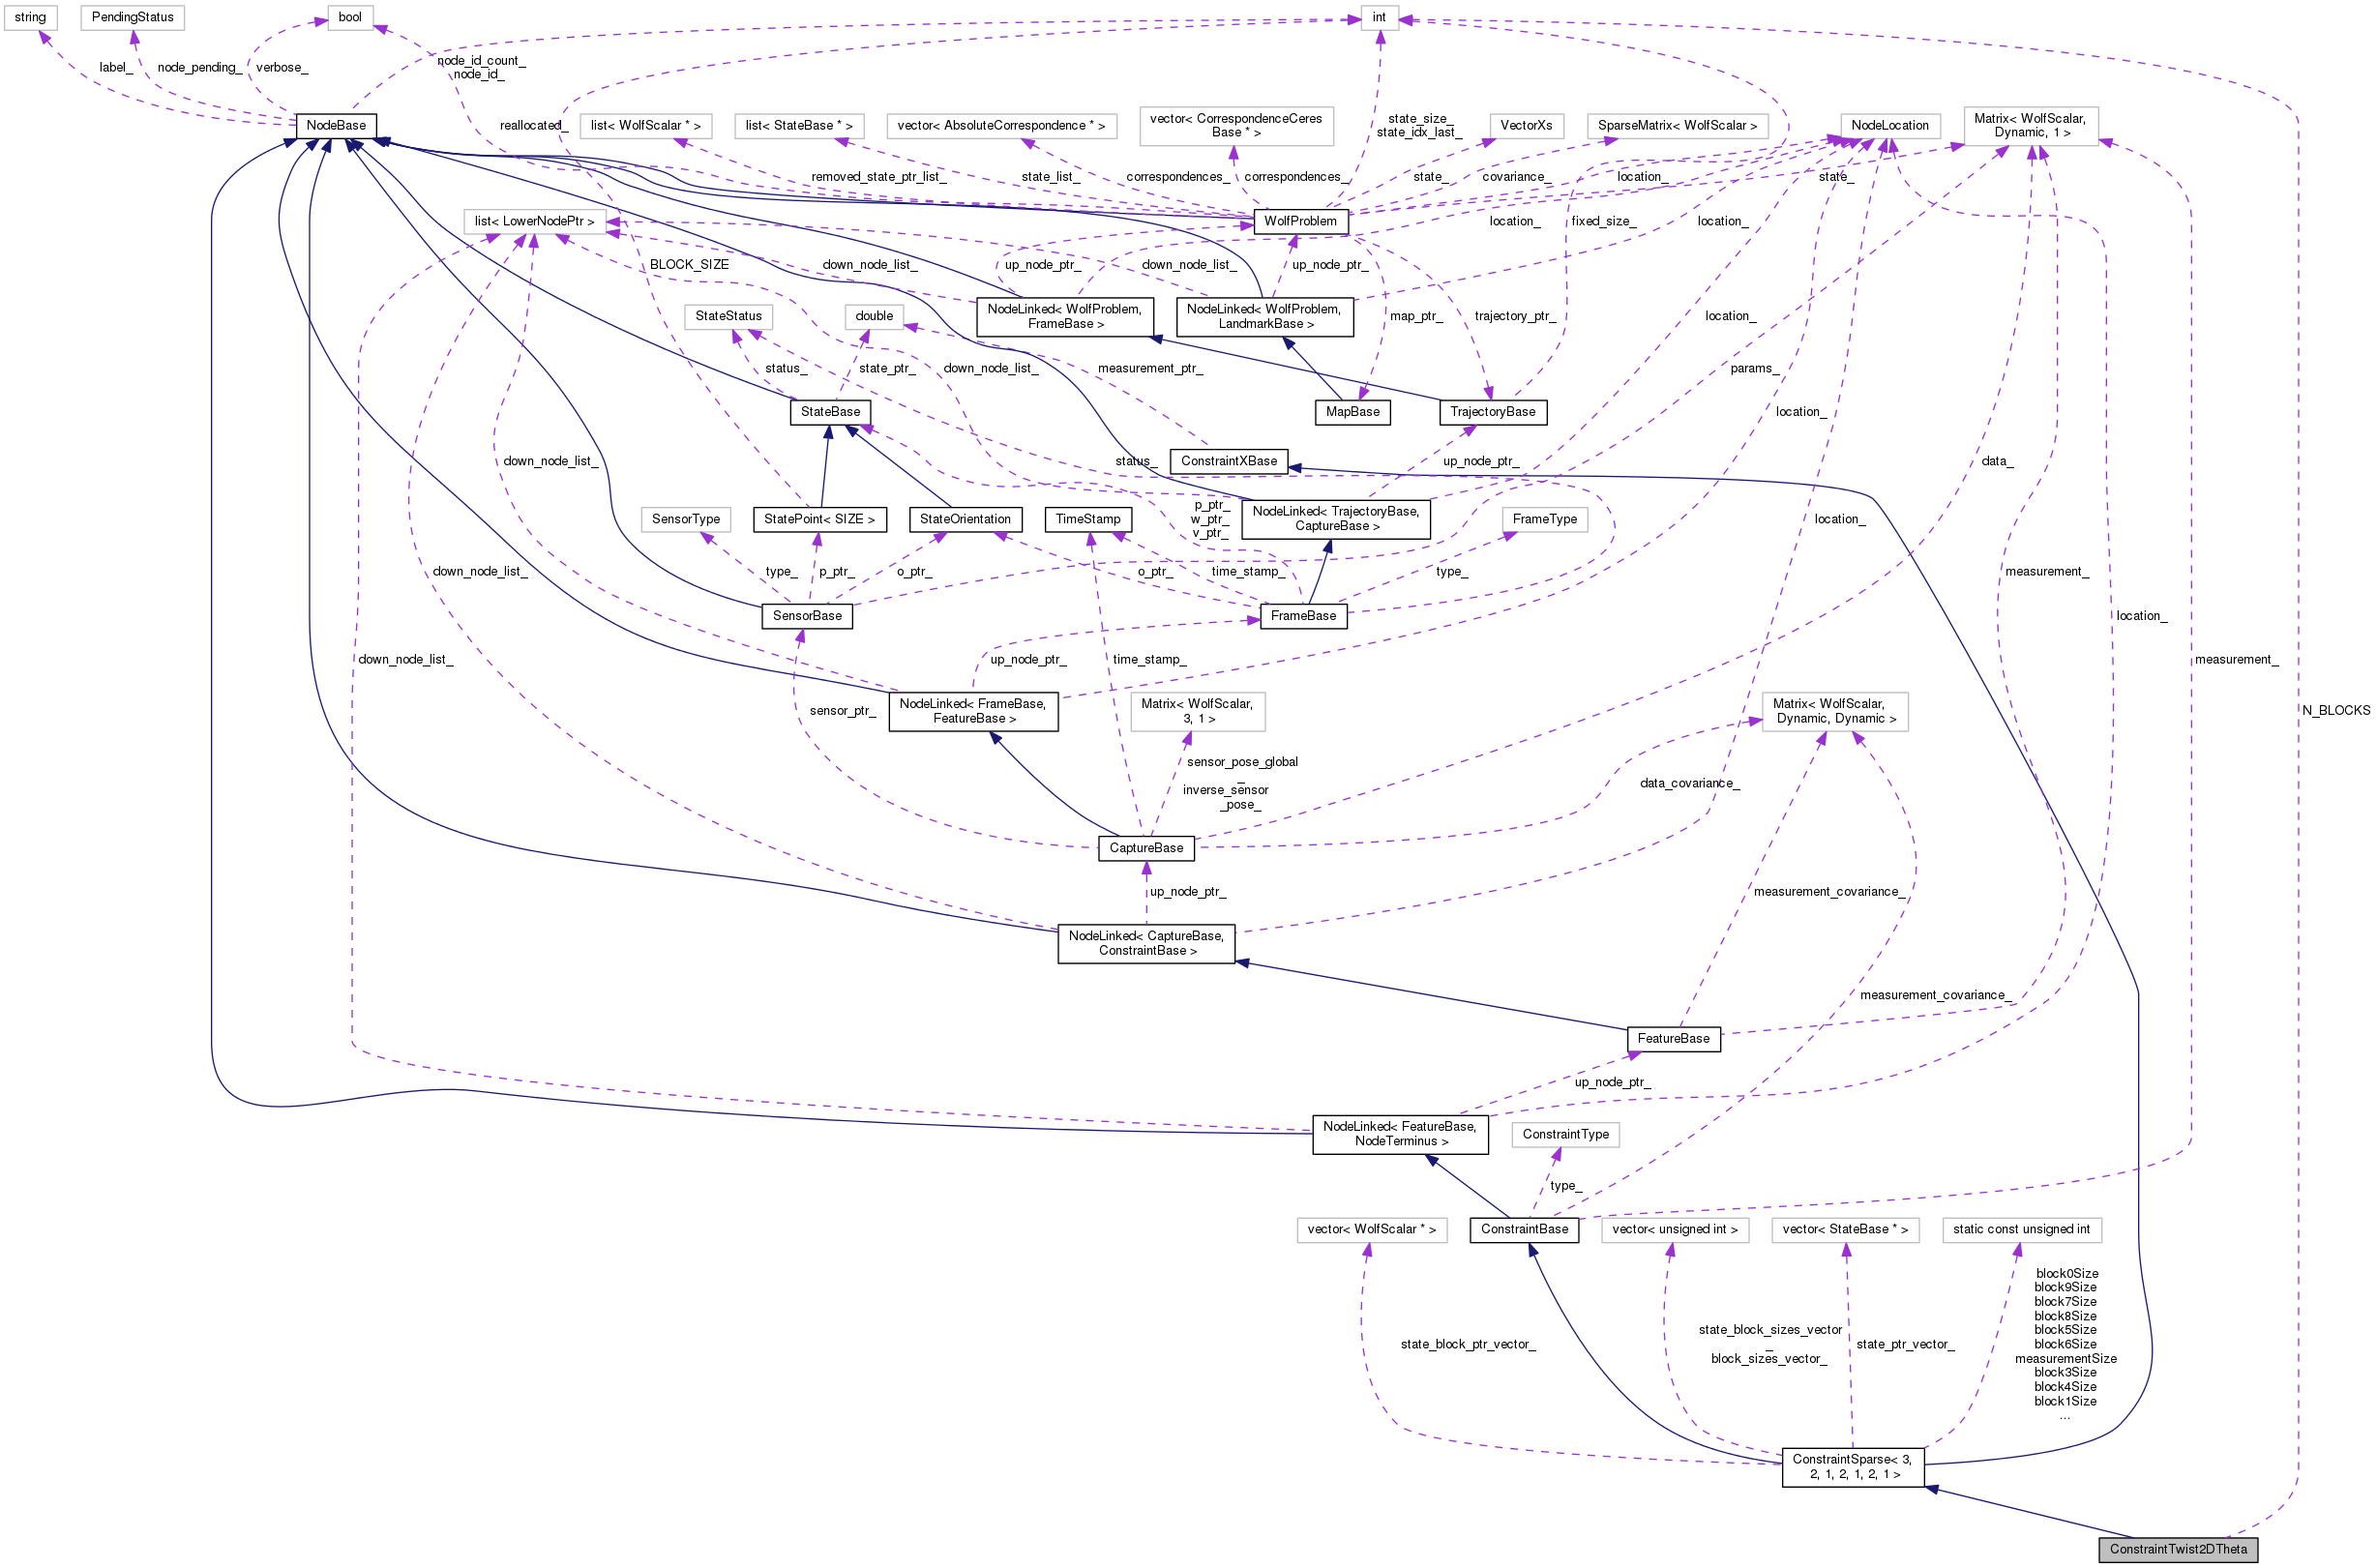 string
PendingStatus
bool
int
label_
node_pending_
verbose_
node_id_count_
node_id_
NodeBase
reallocated_
list< WolfScalar * >
list< StateBase * >
vector< AbsoluteCorrespondence * >
vector< CorrespondenceCeres
Base * >
state_size_
state_idx_last_
VectorXs
SparseMatrix< WolfScalar >
NodeLocation
Matrix< WolfScalar,
Dynamic, 1 >
removed_state_ptr_list_
state_list_
correspondences_
correspondences_
state_
covariance_
location_
state_
list< LowerNodePtr >
WolfProblem
location_
fixed_size_
location_
BLOCK_SIZE
down_node_list_
up_node_ptr_
down_node_list_
up_node_ptr_
StateStatus
double
NodeLinked< WolfProblem,
FrameBase >
NodeLinked< WolfProblem,
LandmarkBase >
map_ptr_
trajectory_ptr_
location_
status_
state_ptr_
down_node_list_
measurement_ptr_
params_
StateBase
MapBase
TrajectoryBase
location_
down_node_list_
status_
ConstraintXBase
up_node_ptr_
data_
SensorType
StatePoint< SIZE >
StateOrientation
TimeStamp
p_ptr_
w_ptr_
v_ptr_
NodeLinked< TrajectoryBase,
CaptureBase >
FrameType
location_
down_node_list_
type_
p_ptr_
o_ptr_
o_ptr_
time_stamp_
type_
measurement_
SensorBase
FrameBase
location_
down_node_list_
up_node_ptr_
time_stamp_
measurement_
sensor_ptr_
NodeLinked< FrameBase,
FeatureBase >
Matrix< WolfScalar,
3, 1 >
Matrix< WolfScalar,
Dynamic, Dynamic >
N_BLOCKS
sensor_pose_global
_
inverse_sensor
_pose_
data_covariance_
CaptureBase
up_node_ptr_
measurement_covariance_
NodeLinked< CaptureBase,
ConstraintBase >
measurement_covariance_
FeatureBase
up_node_ptr_
NodeLinked< FeatureBase,
NodeTerminus >
ConstraintType
type_
vector< WolfScalar * >
ConstraintBase
vector< unsigned int >
vector< StateBase * >
static const unsigned int
state_block_ptr_vector_
state_block_sizes_vector
_
block_sizes_vector_
state_ptr_vector_
block0Size
block9Size
block7Size
block8Size
block5Size
block6Size
measurementSize
block3Size
block4Size
block1Size
...
ConstraintSparse< 3,
2, 1, 2, 1, 2, 1 >
ConstraintTwist2DTheta